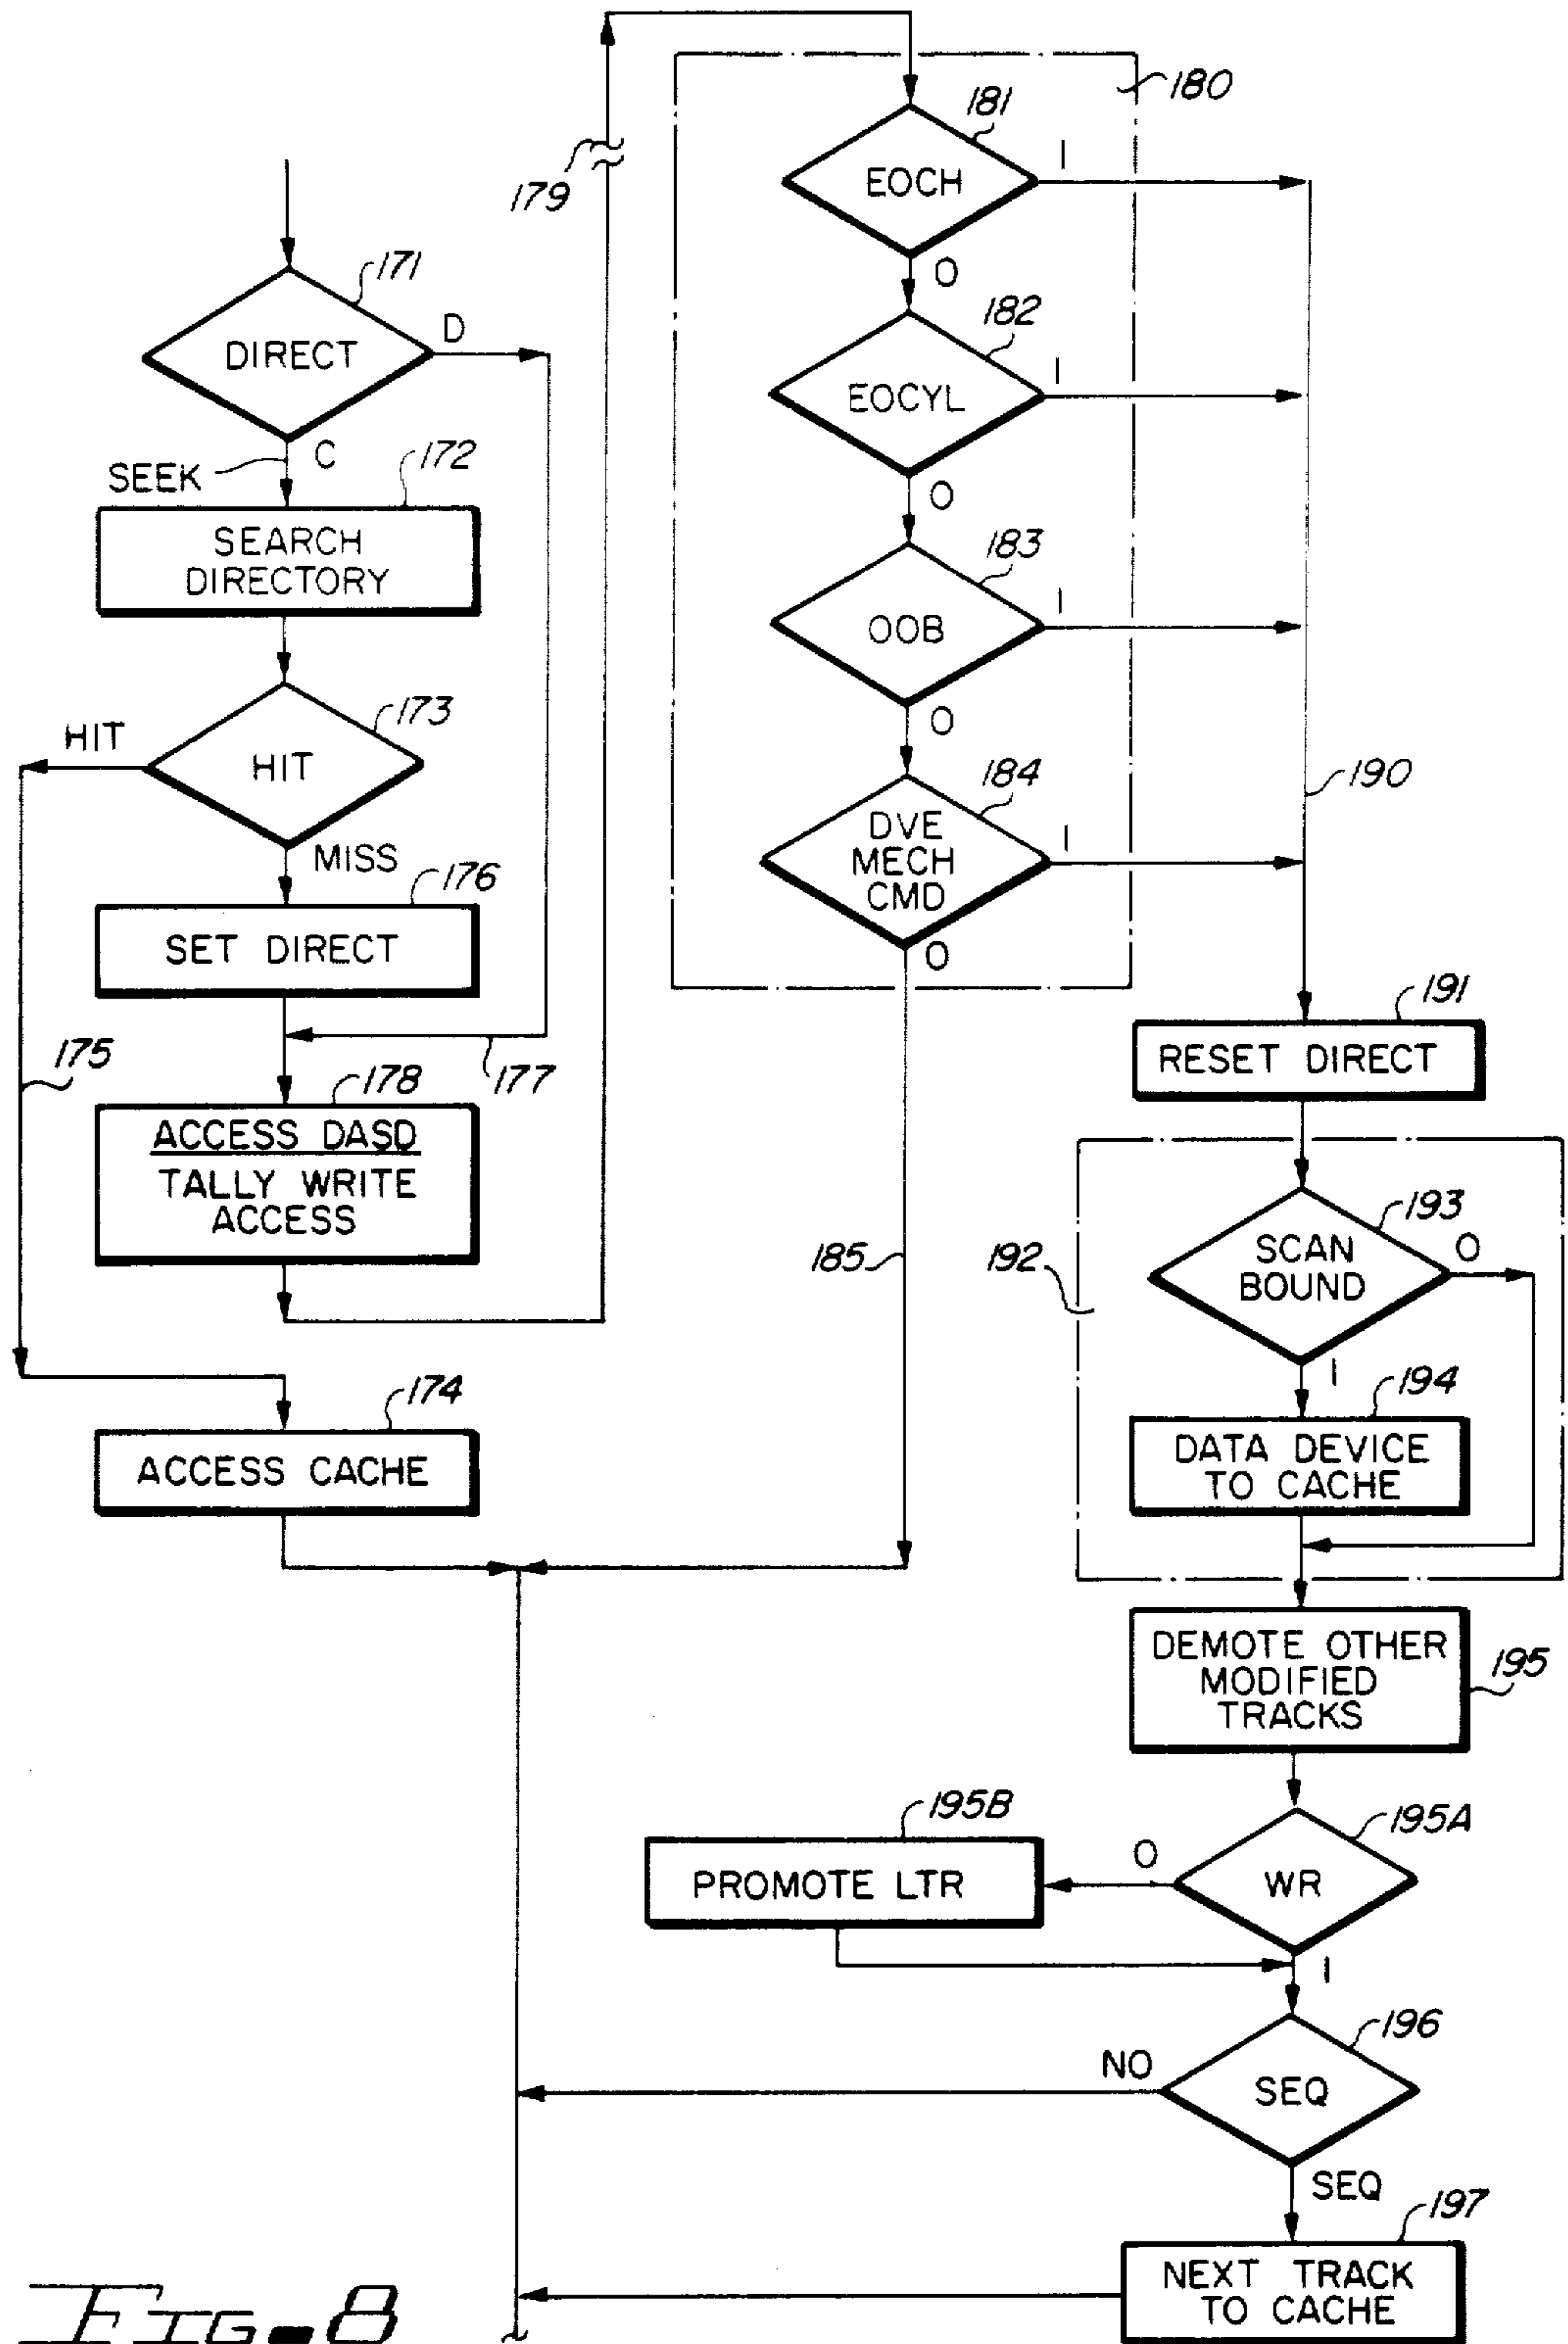 179
180
181
EOCH
1
0
171
DIRECT
D
C
SEEK
172
SEARCH
DIRECTORY
173
HIT
HIT
MISS
176
SET DIRECT
177
175
178
ACCESS DASD
TALLY WRITE
ACCESS
174
ACCESS CACHE
182
EOCYL
1
0
183
OOB
1
0
184
DVE
MECH
CMD
1
0
185
190
191
RESET DIRECT
192
193
SCAN
BOUND
0
1
194
DATA DEVICE
TO CACHE
DEMOTE OTHER
MODIFIED
TRACKS
195
195A
WR
0
1
195B
PROMOTE LTR
196
SEQ
NO
SEQ
197
NEXT TRACK
TO CACHE
FIG-8